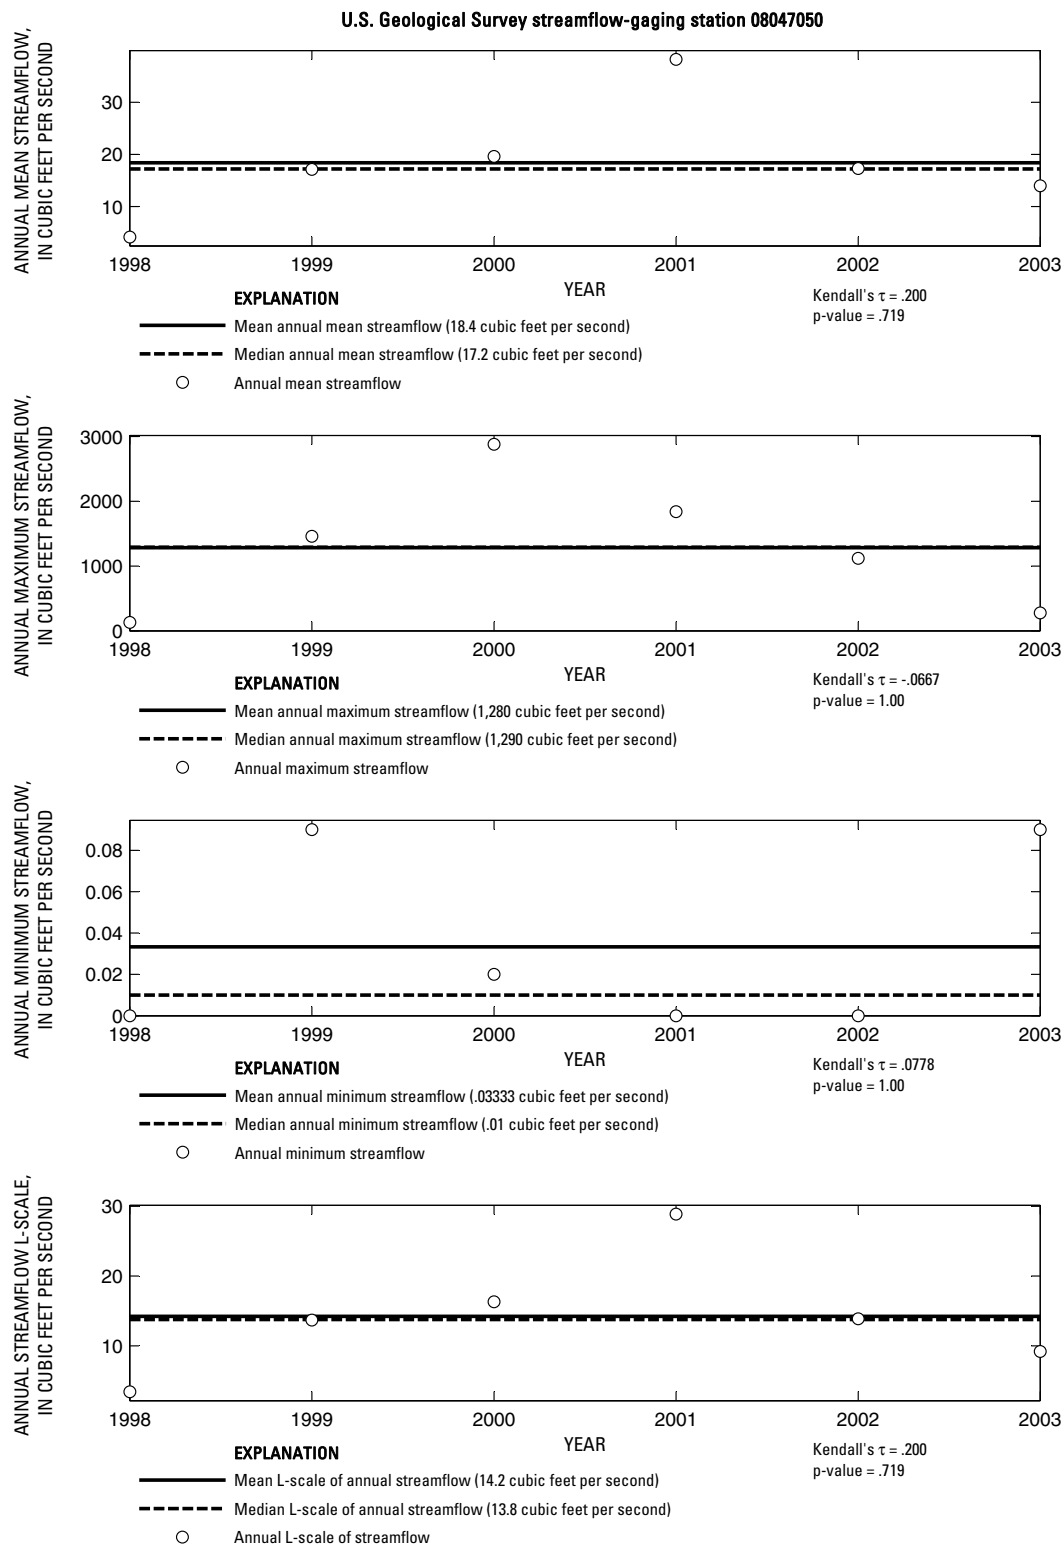 U.S. Geological Survey streamflow-gaging station 08047050
ANNUAL MEAN STREAMFLOW,
IN CUBIC FEET PER SECOND
30
20
10
1998 1999 2000 2001 2002 2003
YEAR
EXPLANATION
Mean annual mean streamflow (18.4 cubic feet per second)
Median annual mean streamflow (17.2 cubic feet per second)
Annual mean streamflow
Kendall's τ = .200
p-value = .719
ANNUAL MAXIMUM STREAMFLOW,
IN CUBIC FEET PER SECOND
3000
2000
1000
0
1998 1999 2000 2001 2002 2003
YEAR
EXPLANATION
Mean annual maximum streamflow (1,280 cubic feet per second)
Median annual maximum streamflow (1,290 cubic feet per second)
Annual maximum streamflow
Kendall's τ = -.0667
p-value = 1.00
ANNUAL MINIMUM STREAMFLOW,
IN CUBIC FEET PER SECOND
0.08
0.06
0.04
0.02
0
1998 1999 2000 2001 2002 2003
YEAR
EXPLANATION
Mean annual minimum streamflow (.03333 cubic feet per second)
Median annual minimum streamflow (.01 cubic feet per second)
Annual minimum streamflow
Kendall's τ = .0778
p-value = 1.00
ANNUAL STREAMFLOW L-SCALE,
IN CUBIC FEET PER SECOND
30
20
10
1998 1999 2000 2001 2002 2003
YEAR
EXPLANATION
Mean L-scale of annual streamflow (14.2 cubic feet per second)
Median L-scale of annual streamflow (13.8 cubic feet per second)
Annual L-scale of streamflow
Kendall's τ = .200
p-value = .719